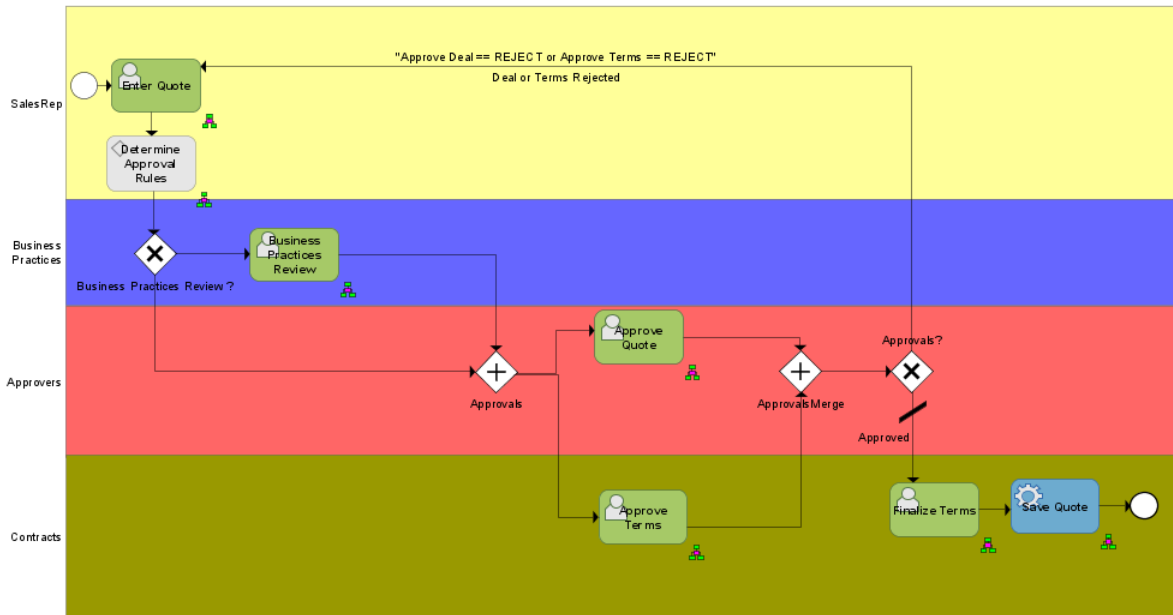 "Approve Deal == REJECT or Approve Terms == REJECT"
Deal or Terms Rejected
Enter Quote
SalesRep
Determine
Approval
Rules
Business
Practices
Business
Practices
Review
Business Practices Review ?
Approve
Quote
Approvals?
Approvers
Approvals
ApprovalsMerge
Approved
Approve
Terms
Finalize Terms
Save Quote
Contracts